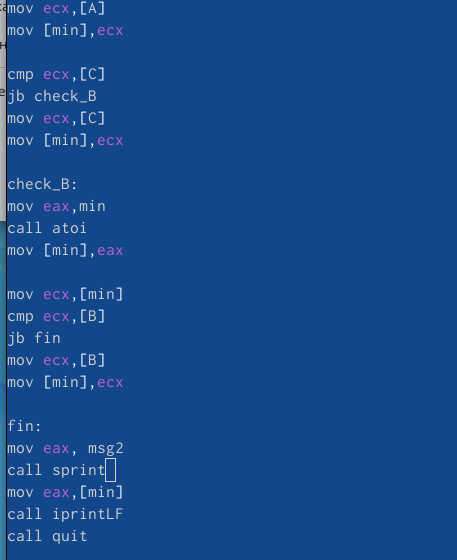 mov ecx,[A]
mov [min],ecx
cmp ecx,[C]
jb check_B
mov ecx,[C]
mov [min],ecx
check_B:
mov eax,min
call atoi
mov [min],eax
mov ecx,[min]
cmp ecx,[B]
jb fin
mov ecx,[B]
mov [min],ecx
fin:
mov eax, msg2
call sprint
mov eax,[min]
call iprintLF
call quit